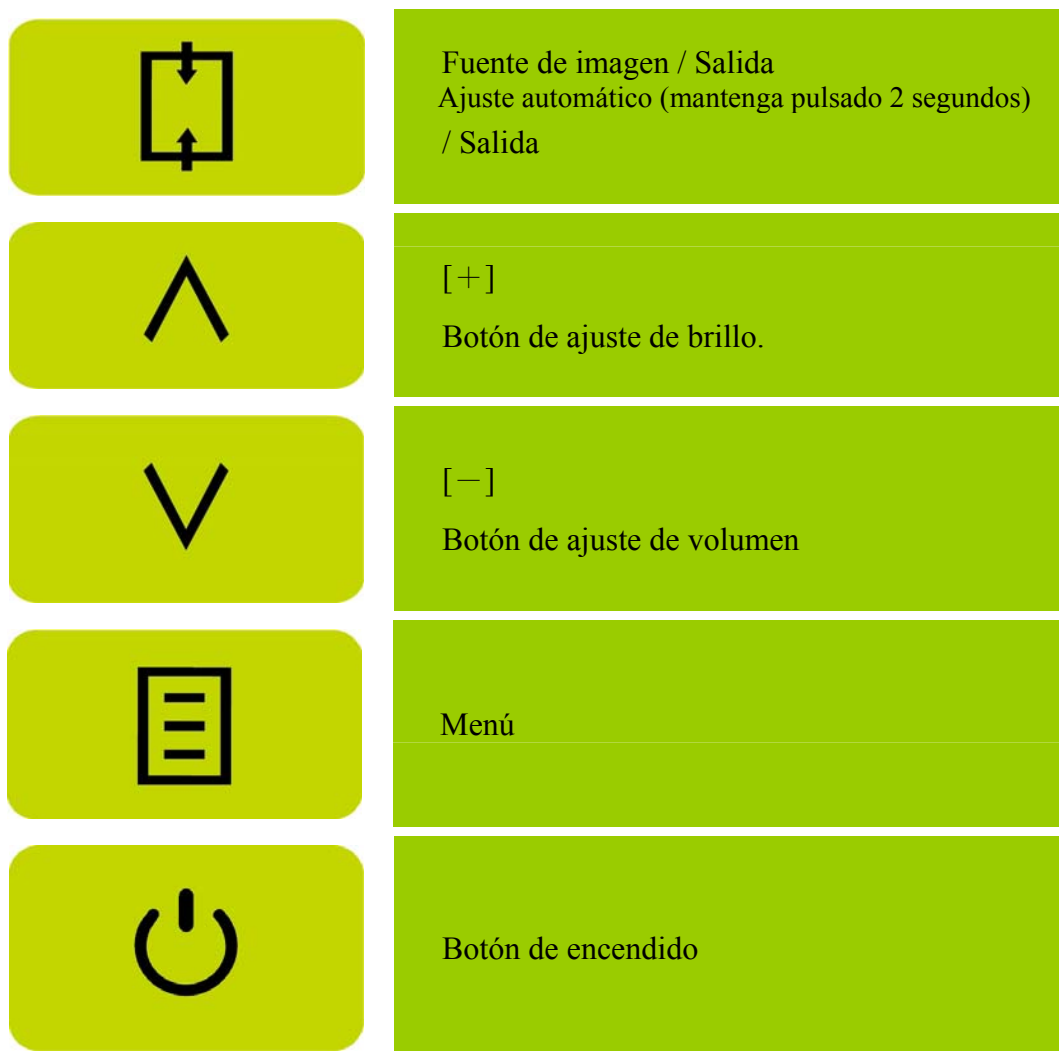 Fuente de imagen / Salida
Ajuste automático (mantenga pulsado 2 segundos)
/ Salida
[+]
Botón de ajuste de brillo.
[－]
Botón de ajuste de volumen
Menú
Botón de encendido